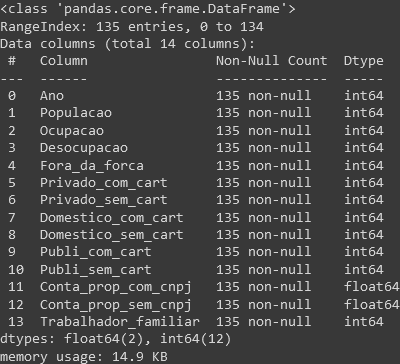 <class 'pandas.core.frame.DataFrame'>
RangeIndex: 135 entries, 0 to 134
Data columns (total 14 columns):
 #   Column               Non-Null Count  Dtype
---  ------               --------------  -----
 0   Ano                  135 non-null    int64
 1   Populacao            135 non-null    int64
 2   Ocupacao             135 non-null    int64
 3   Desocupacao          135 non-null    int64
 4   Fora_da_forca        135 non-null    int64
 5   Privado_com_cart     135 non-null    int64
 6   Privado_sem_cart     135 non-null    int64
 7   Domestico_com_cart   135 non-null    int64
 8   Domestico_sem_cart   135 non-null    int64
 9   Publi_com_cart       135 non-null    int64
 10  Publi_sem_cart       135 non-null    int64
 11  Conta_prop_com_cnpj  135 non-null    float64
 12  Conta_prop_sem_cnpj  135 non-null    float64
 13  Trabalhador_familiar 135 non-null    int64
dtypes: float64(2), int64(12)
memory usage: 14.9 KB